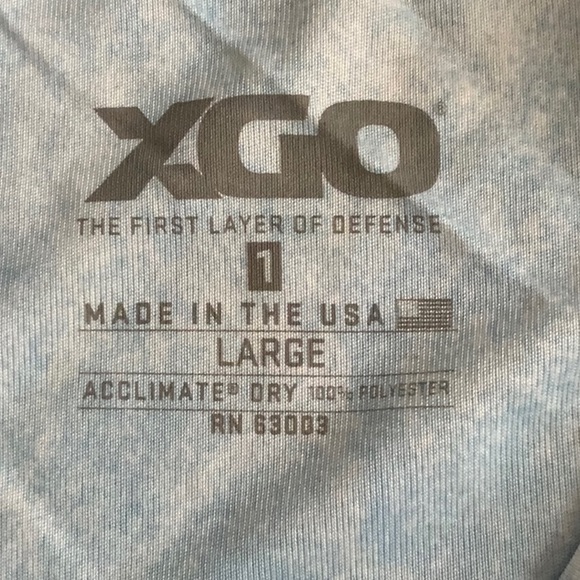 XGO®
THE FIRST LAYER OF DEFENSE
1
MADE IN THE USA
LARGE
ACCLIMATE® DRY 100% POLYESTER
RN 63003